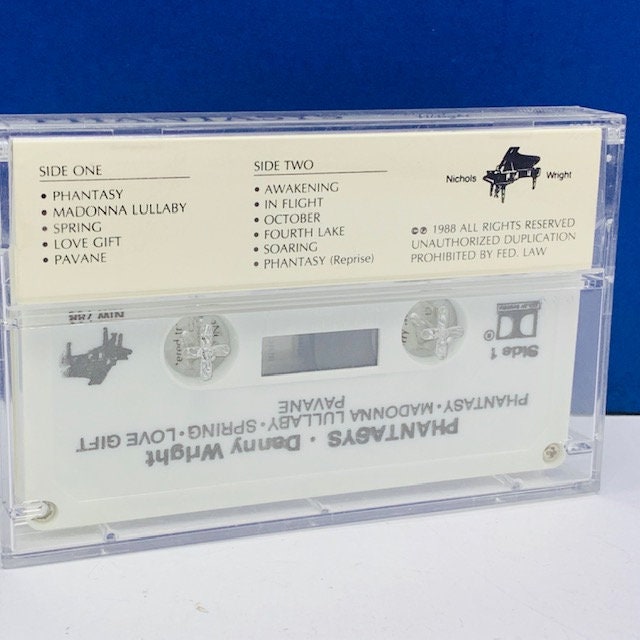 SIDE ONE
• PHANTASY
• MADONNA LULLABY
• SPRING
• LOVE GIFT
• PAVANE
SIDE TWO
• AWAKENING
• IN FLIGHT
• OCTOBER
• FOURTH LAKE
• SOARING
• PHANTASY (Reprise)
Nichols Wright
©℗ 1988 ALL RIGHTS RESERVED
UNAUTHORIZED DUPLICATION
PROHIBITED BY FED. LAW
Side 1
PHANTASYS • Danny Wright
PHANTASY • MADONNA LULLABY • SPRING • LOVE GIFT
PAVANE